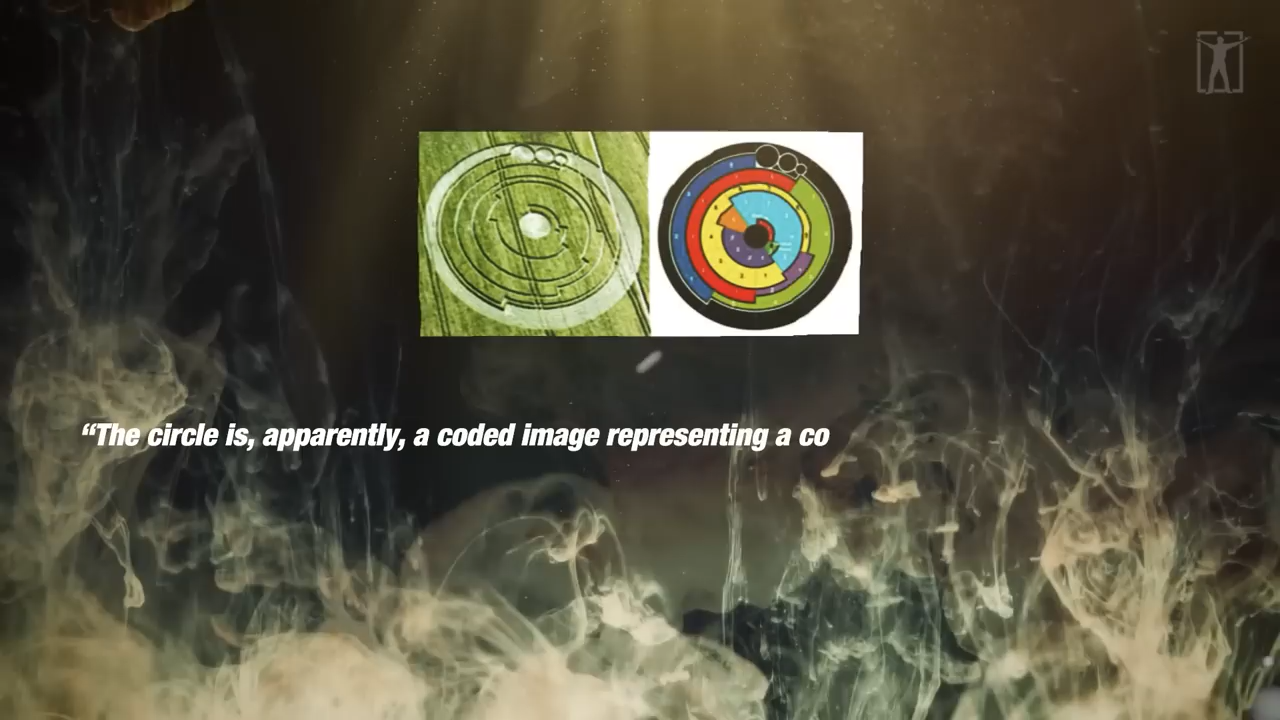 “The circle is, apparently, a coded image representing a co